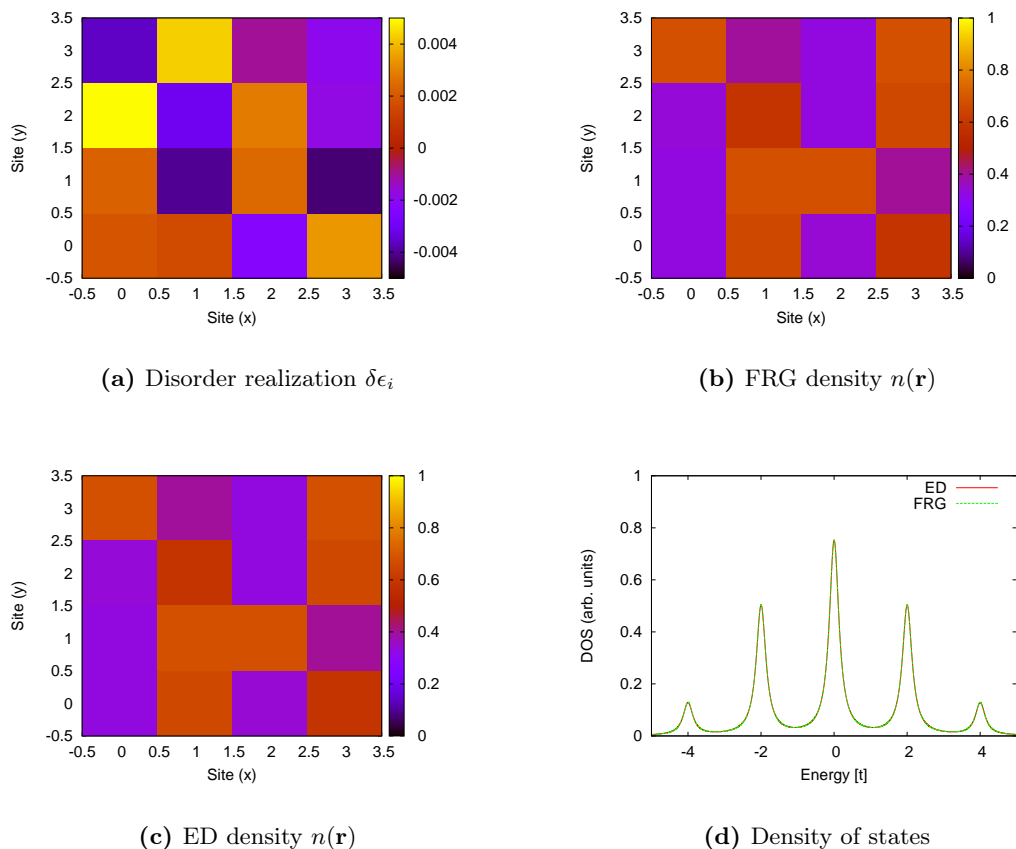 3.5
3
2.5
2
1.5
1
0.5
0
-0.5
Site (y)
-0.5 0 0.5 1 1.5 2 2.5 3 3.5
Site (x)
0.004
0.002
0
-0.002
-0.004
(a) Disorder realization δϵi
3.5
3
2.5
2
1.5
1
0.5
0
-0.5
Site (y)
-0.5 0 0.5 1 1.5 2 2.5 3 3.5
Site (x)
1
0.8
0.6
0.4
0.2
0
(b) FRG density n(r)
3.5
3
2.5
2
1.5
1
0.5
0
-0.5
Site (y)
-0.5 0 0.5 1 1.5 2 2.5 3 3.5
Site (x)
1
0.8
0.6
0.4
0.2
0
(c) ED density n(r)
1
0.8
0.6
0.4
0.2
0
DOS (arb. units)
ED
FRG
-4 -2 0 2 4
Energy [t]
(d) Density of states